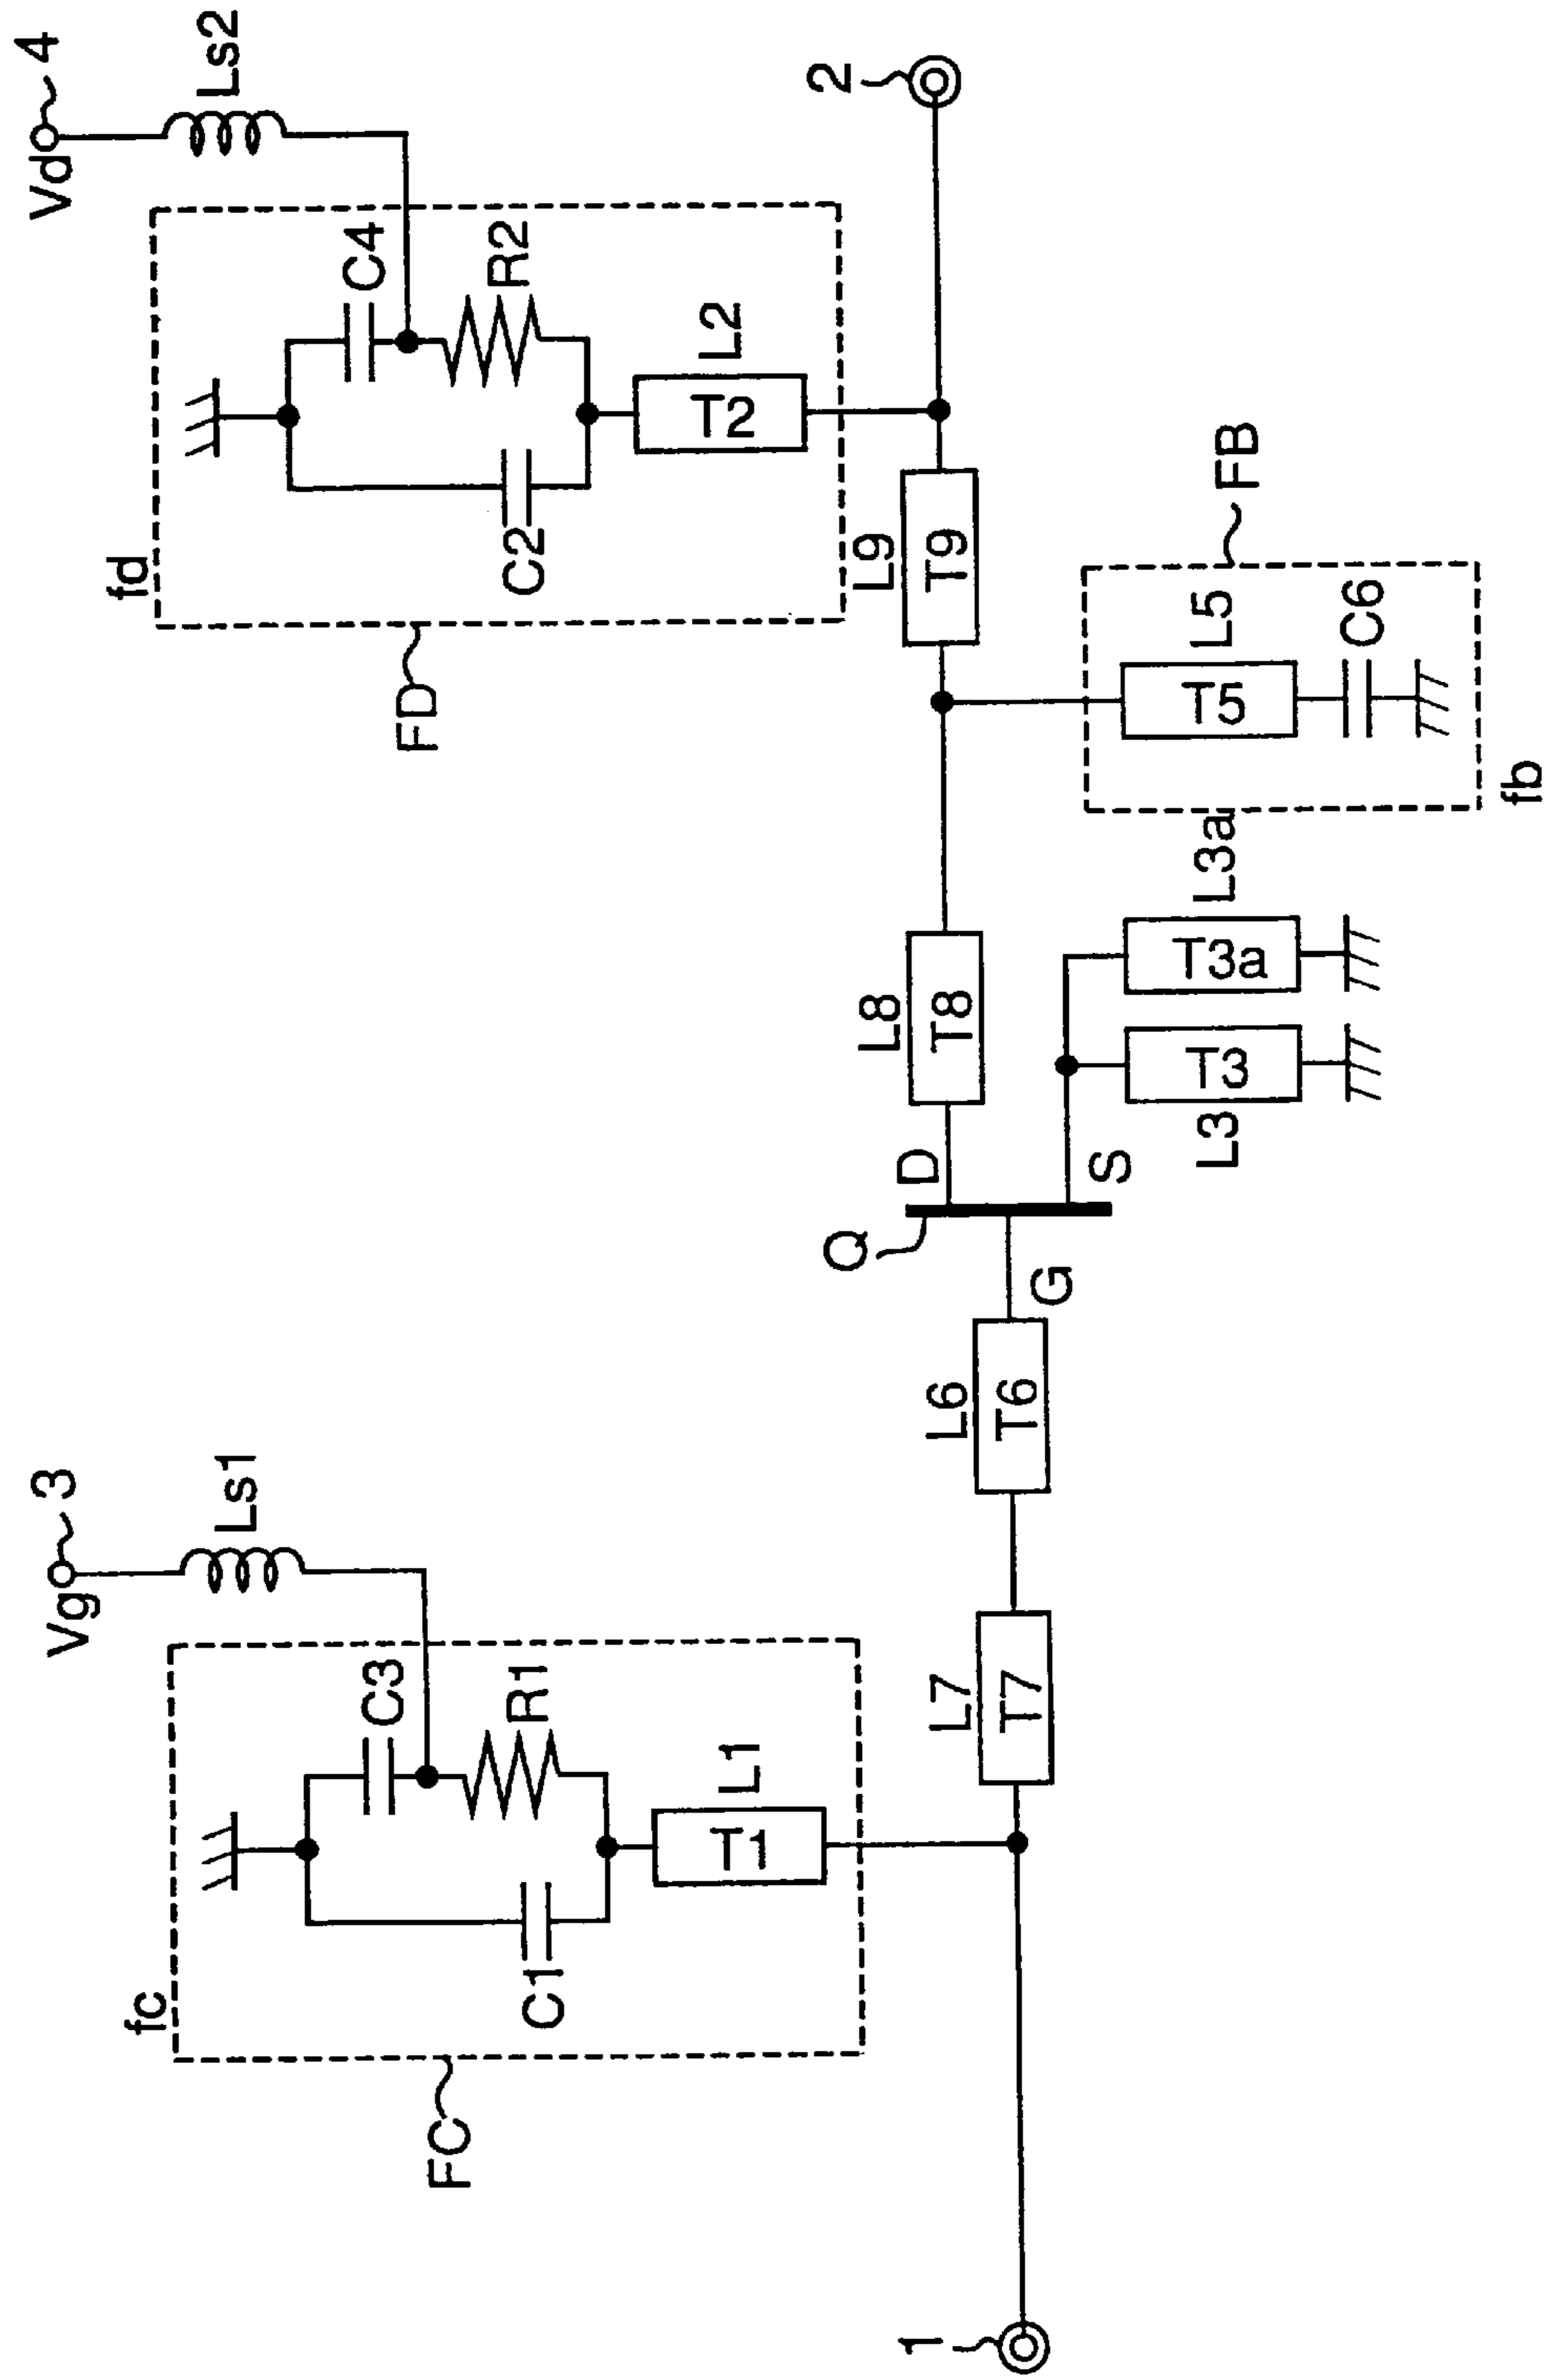 Vg
3
Vd
4
Ls1
Ls2
fc
fd
C3
C4
R1
R2
C1
C2
FC
FD
L1
T1
L2
T2
1
2
L7
T7
L6
T6
Q
D
G
S
L8
T8
L9
T9
L3
T3
T3a
L3a
T5
L5
C6
FB
fb